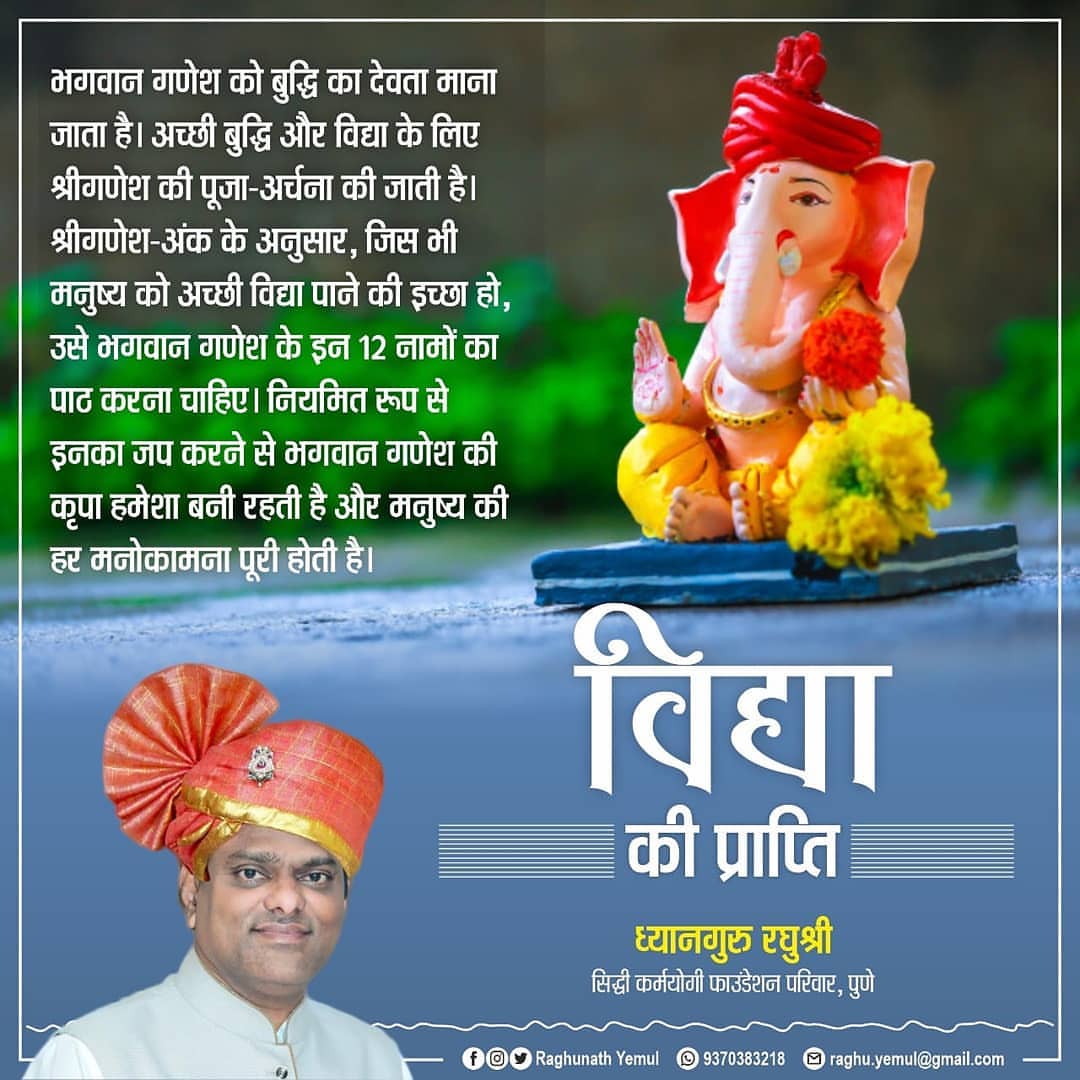 भगवान गणेश को बुद्धि का देवता माना
जाता है। अच्छी बुद्धि और विद्या के लिए
श्रीगणेश की पूजा-अर्चना की जाती है।
श्रीगणेश-अंक के अनुसार, जिस भी
मनुष्य को अच्छी विद्या पाने की इच्छा हो,
उसे भगवान गणेश के इन 12 नामों का
पाठ करना चाहिए। नियमित रूप से
इनका जप करने से भगवान गणेश की
कृपा हमेशा बनी रहती है और मनुष्य की
हर मनोकामना पूरी होती है।
विद्या
की प्राप्ति
ध्यानगुरु रघुश्री
सिद्धी कर्मयोगी फाउंडेशन परिवार, पुणे
Raghunath Yemul 9370383218 raghu.yemul@gmail.com